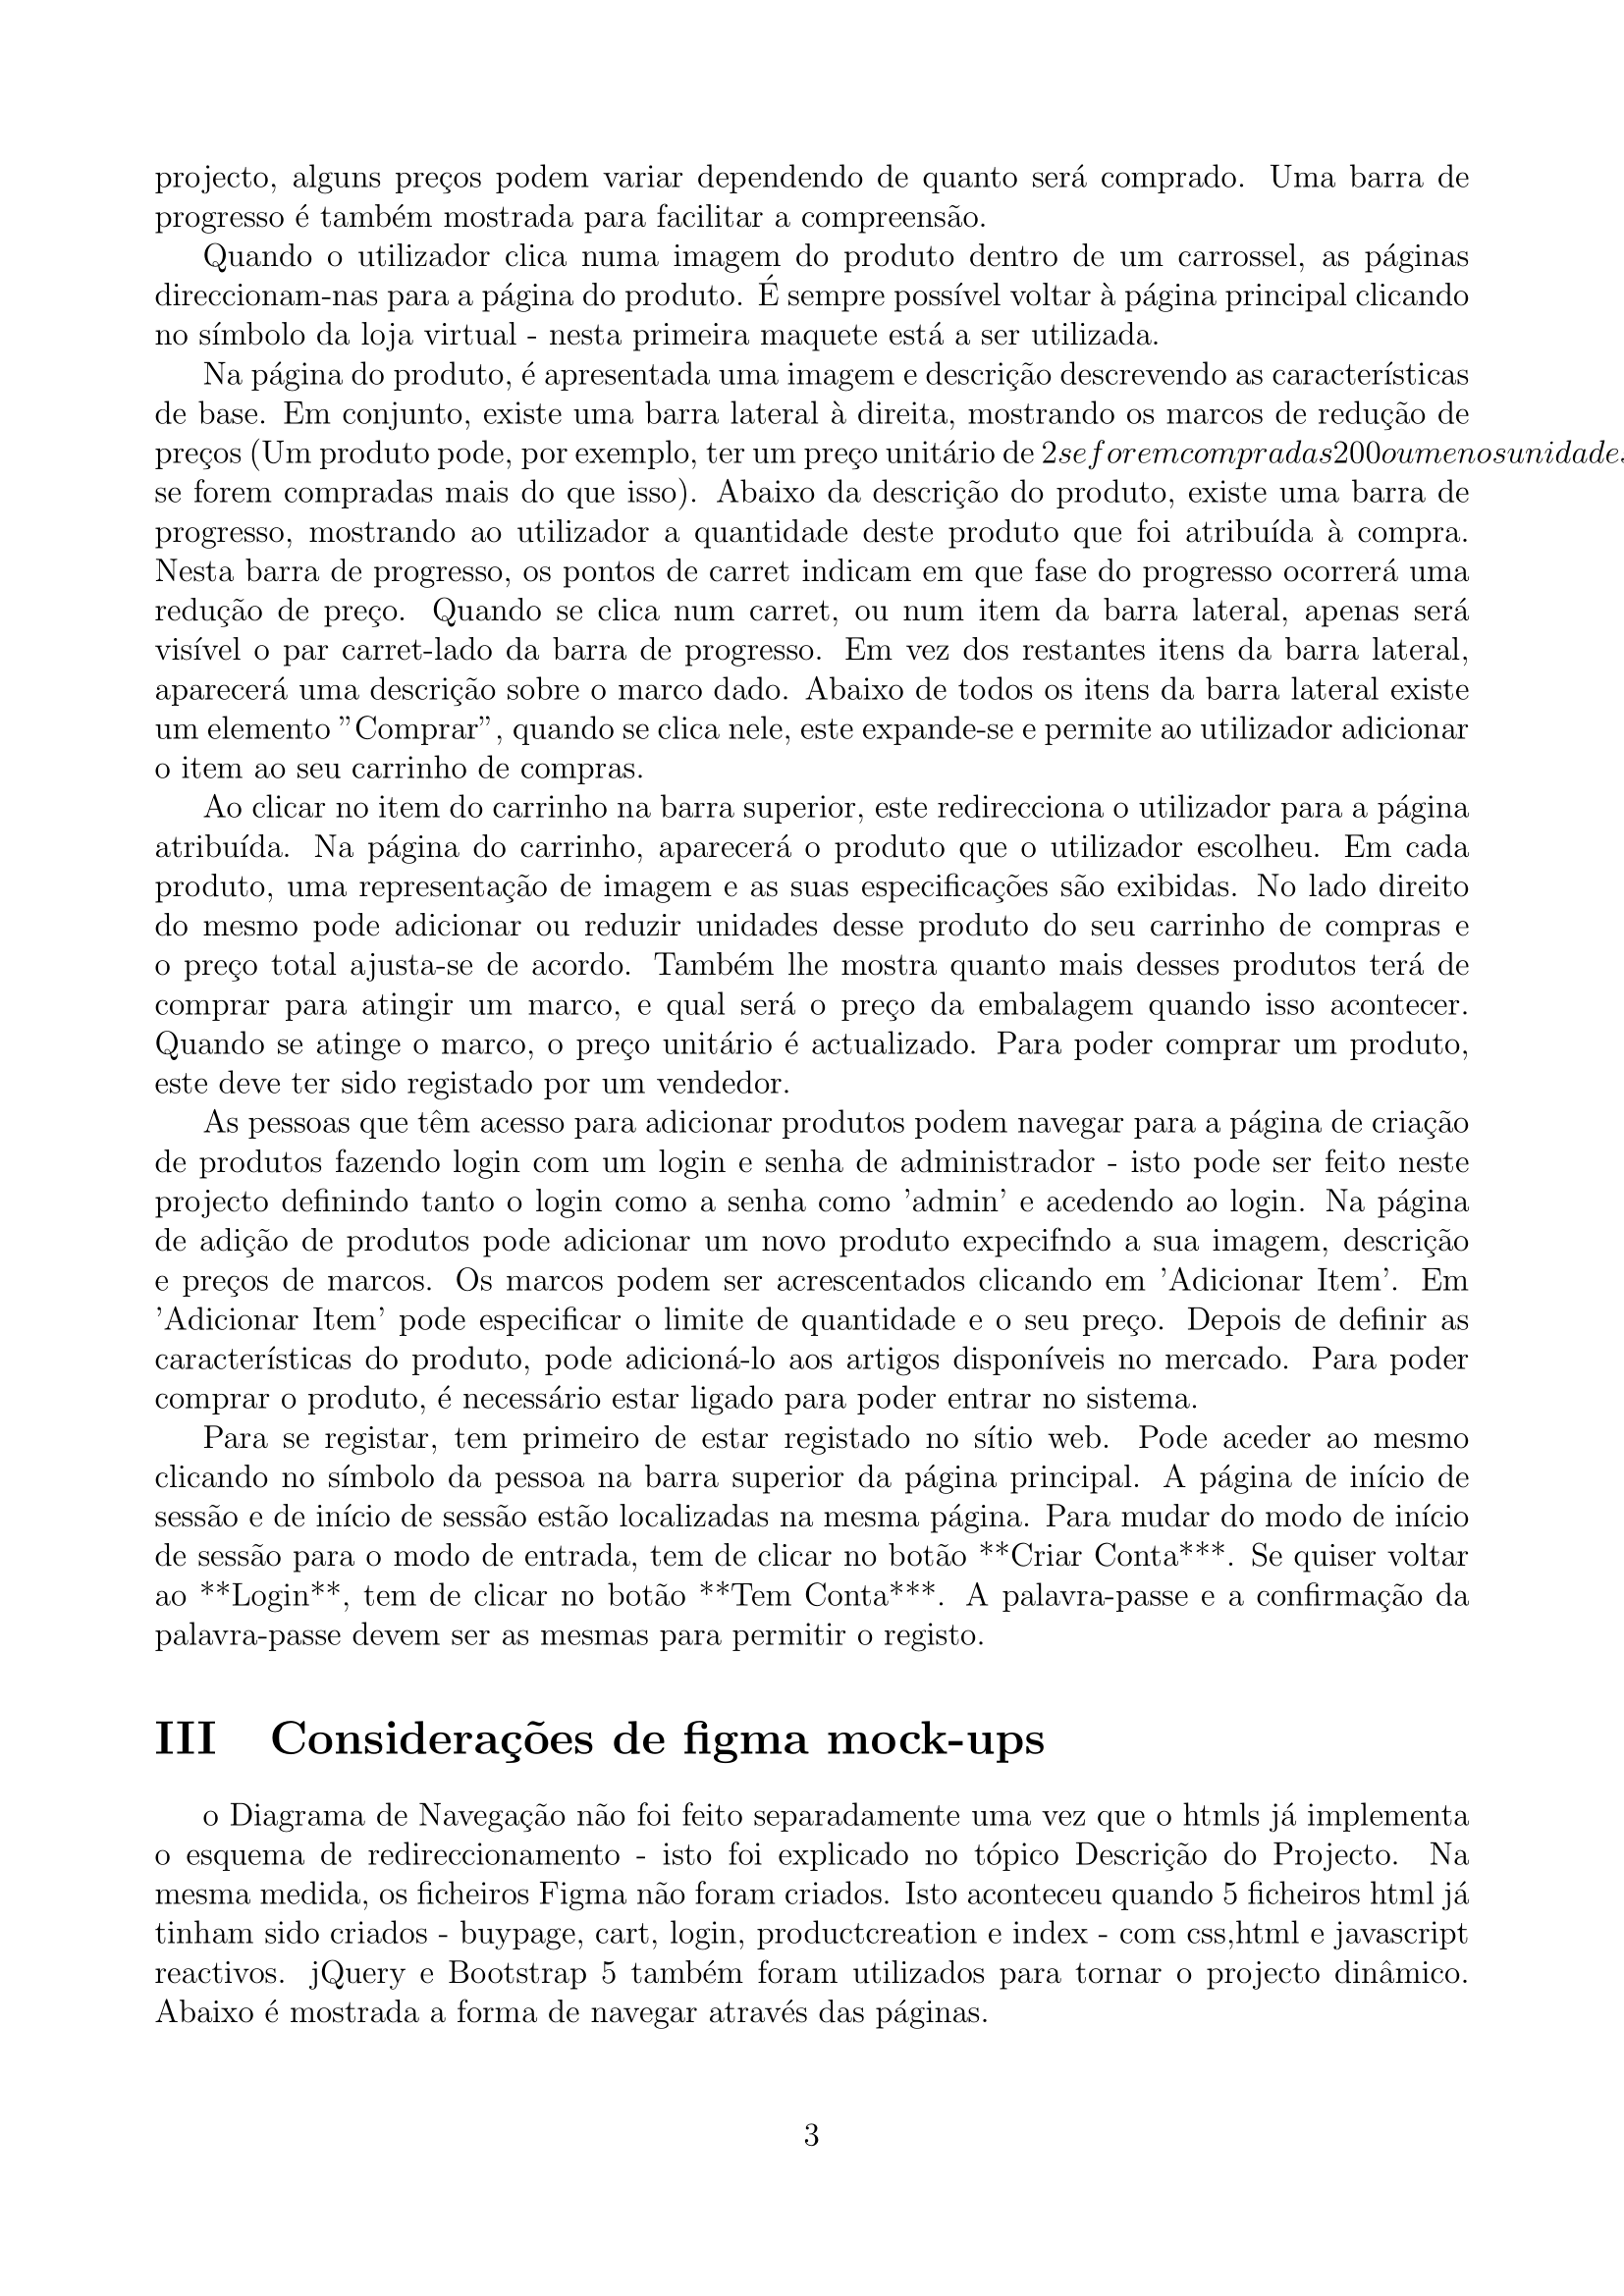 projecto, alguns preços podem variar dependendo de quanto será comprado. Uma barra de
progresso é também mostrada para facilitar a compreensão.
Quando o utilizador clica numa imagem do produto dentro de um carrossel, as páginas
direccionam-nas para a página do produto. É sempre possível voltar à página principal clicando
no símbolo da loja virtual - nesta primeira maquete está a ser utilizada.
Na página do produto, é apresentada uma imagem e descrição descrevendo as características
de base. Em conjunto, existe uma barra lateral à direita, mostrando os marcos de redução de
preços (Um produto pode, por exemplo, ter um preço unitário de 2seforemcompradas200oumenosunidades
se forem compradas mais do que isso). Abaixo da descrição do produto, existe uma barra de
progresso, mostrando ao utilizador a quantidade deste produto que foi atribuída à compra.
Nesta barra de progresso, os pontos de carret indicam em que fase do progresso ocorrerá uma
redução de preço. Quando se clica num carret, ou num item da barra lateral, apenas será
visível o par carret-lado da barra de progresso. Em vez dos restantes itens da barra lateral,
aparecerá uma descrição sobre o marco dado. Abaixo de todos os itens da barra lateral existe
um elemento ”Comprar”, quando se clica nele, este expande-se e permite ao utilizador adicionar
o item ao seu carrinho de compras.
Ao clicar no item do carrinho na barra superior, este redirecciona o utilizador para a página
atribuída. Na página do carrinho, aparecerá o produto que o utilizador escolheu. Em cada
produto, uma representação de imagem e as suas especificações são exibidas. No lado direito
do mesmo pode adicionar ou reduzir unidades desse produto do seu carrinho de compras e
o preço total ajusta-se de acordo. Também lhe mostra quanto mais desses produtos terá de
comprar para atingir um marco, e qual será o preço da embalagem quando isso acontecer.
Quando se atinge o marco, o preço unitário é actualizado. Para poder comprar um produto,
este deve ter sido registado por um vendedor.
As pessoas que têm acesso para adicionar produtos podem navegar para a página de criação
de produtos fazendo login com um login e senha de administrador - isto pode ser feito neste
projecto definindo tanto o login como a senha como ’admin’ e acedendo ao login. Na página
de adição de produtos pode adicionar um novo produto expecifndo a sua imagem, descrição
e preços de marcos. Os marcos podem ser acrescentados clicando em ’Adicionar Item’. Em
’Adicionar Item’ pode especificar o limite de quantidade e o seu preço. Depois de definir as
características do produto, pode adicioná-lo aos artigos disponíveis no mercado. Para poder
comprar o produto, é necessário estar ligado para poder entrar no sistema.
Para se registar, tem primeiro de estar registado no sítio web. Pode aceder ao mesmo
clicando no símbolo da pessoa na barra superior da página principal. A página de início de
sessão e de início de sessão estão localizadas na mesma página. Para mudar do modo de início
de sessão para o modo de entrada, tem de clicar no botão **Criar Conta***. Se quiser voltar
ao **Login**, tem de clicar no botão **Tem Conta***. A palavra-passe e a confirmação da
palavra-passe devem ser as mesmas para permitir o registo.
III Considerações de figma mock-ups
o Diagrama de Navegação não foi feito separadamente uma vez que o htmls já implementa
o esquema de redireccionamento - isto foi explicado no tópico Descrição do Projecto. Na
mesma medida, os ficheiros Figma não foram criados. Isto aconteceu quando 5 ficheiros html já
tinham sido criados - buypage, cart, login, productcreation e index - com css,html e javascript
reactivos. jQuery e Bootstrap 5 também foram utilizados para tornar o projecto dinâmico.
Abaixo é mostrada a forma de navegar através das páginas.
3